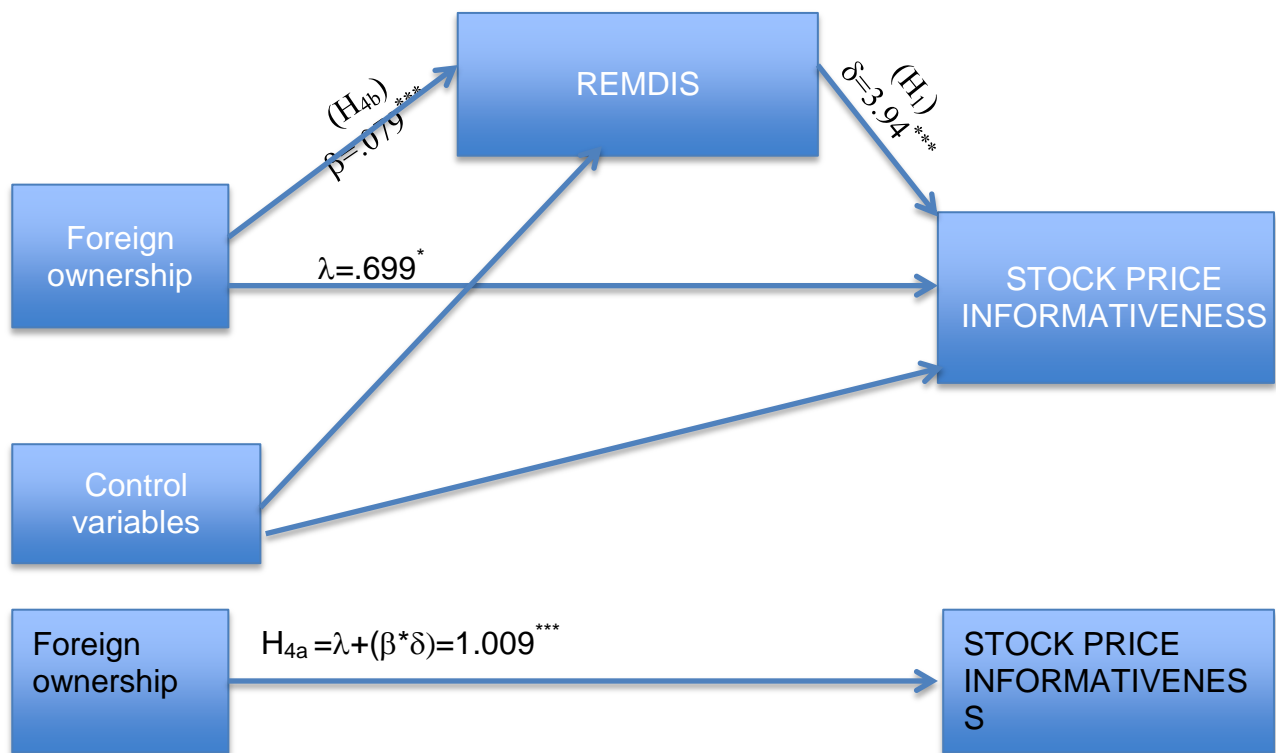 REMDIS
(H4b)
β=.079***
(H1)
δ=3.94 ***
Foreign
ownership
λ=.699*
STOCK PRICE
INFORMATIVENESS
Control
variables
Foreign
ownership
H4a =λ+(β*δ)=1.009***
STOCK PRICE
INFORMATIVENES
S